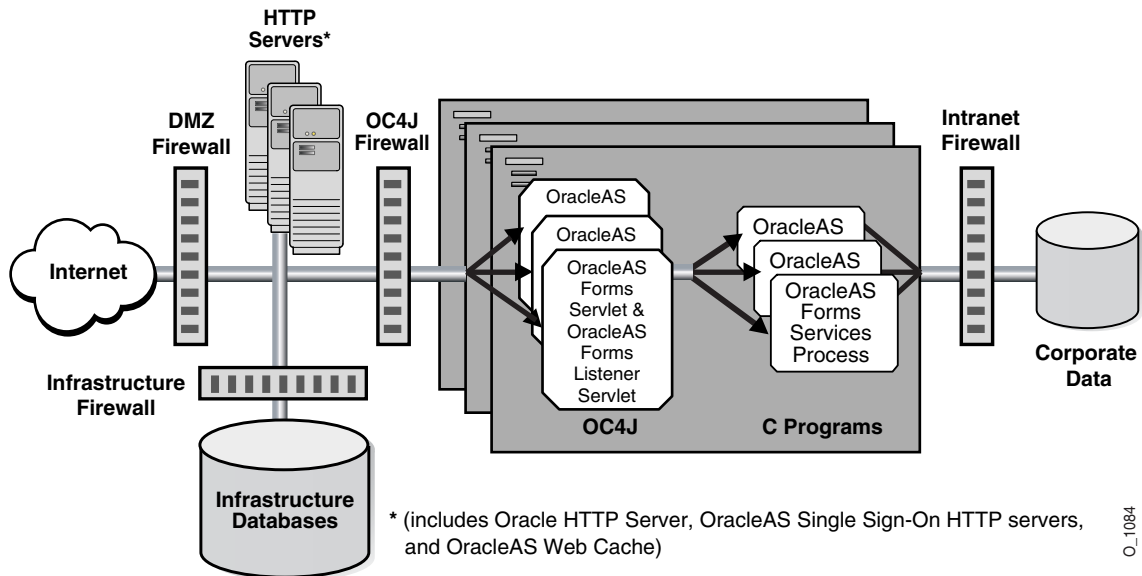 HTTP
Servers*
DMZ
Firewall
OC4J
Firewall
Intranet
Firewall
Internet
OracleAS
OracleAS
OracleAS
Forms
Servlet &
OracleAS
Forms
Listener
Servlet
OC4J
OracleAS
OracleAS
OracleAS
Forms
Services
Process
C Programs
Corporate
Data
Infrastructure
Firewall
Infrastructure
Databases
* (includes Oracle HTTP Server, OracleAS Single Sign-On HTTP servers,
and OracleAS Web Cache)
O_1084